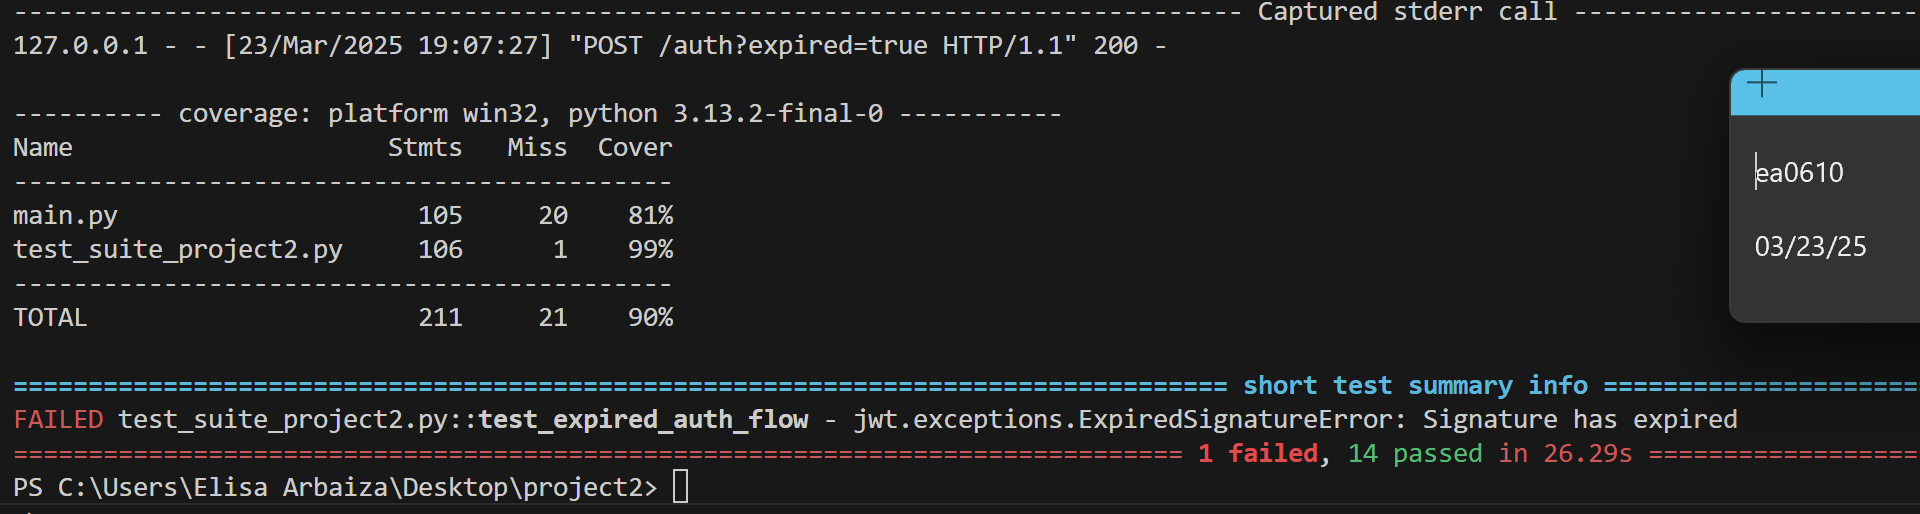 ---------------------------------------------------------------------------------- Captured stderr call -----------------------
127.0.0.1 - - [23/Mar/2025 19:07:27] "POST /auth?expired=true HTTP/1.1" 200 -
---------- coverage: platform win32, python 3.13.2-final-0 -----------
Name                     Stmts   Miss  Cover
--------------------------------------------
main.py                    105     20    81%
test_suite_project2.py     106      1    99%
--------------------------------------------
TOTAL                      211     21    90%
================================================================================= short test summary info =====================
FAILED test_suite_project2.py::test_expired_auth_flow - jwt.exceptions.ExpiredSignatureError: Signature has expired
============================================================================== 1 failed, 14 passed in 26.29s ==================
PS C:\Users\Elisa Arbaiza\Desktop\project2>
ea0610
03/23/25